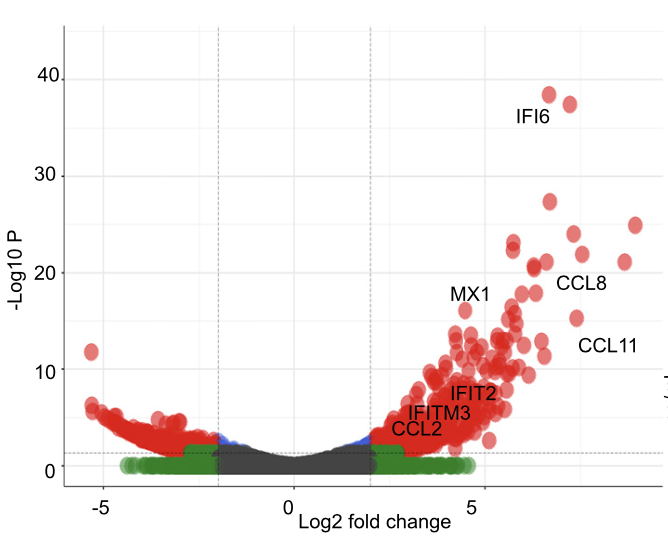 40
IFI6
30
-Log10 P
20
CCL8
MX1
CCL11
10
IFIT2
IFITM3
CCL2
0
-5
0
5
Log2 fold change